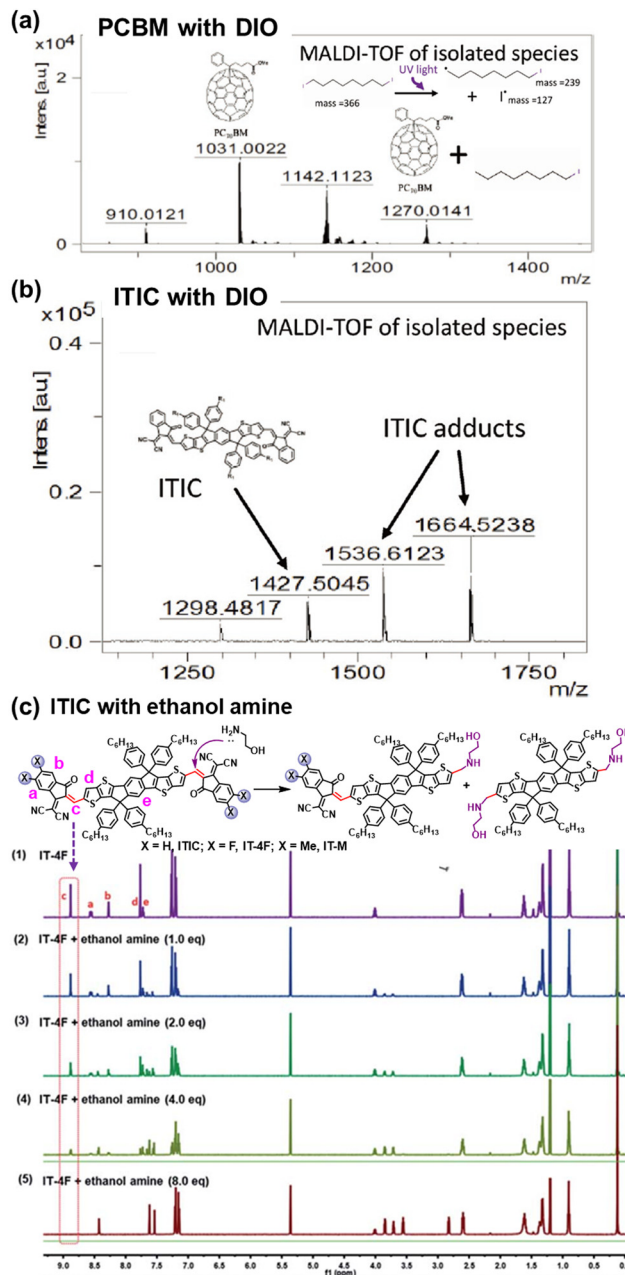 (a)
PCBM with DIO
x10⁴
Intens. [a.u]
MALDI-TOF of isolated species
UV light
mass = 366
mass =239
+ I• mass =127
PC₇₀BM
2
1
0
910.0121
1031.0022
1142.1123
1270.0141
PC₇₀BM
+
1000
1200
1400
m/z
(b)
ITIC with DIO
x10⁵
Intens. [a.u]
MALDI-TOF of isolated species
0.4
0.2
0.0
ITIC
ITIC adducts
1298.4817
1427.5045
1536.6123
1664.5238
1250
1500
1750
m/z
(c) ITIC with ethanol amine
X = H, ITIC; X = F, IT-4F; X = Me, IT-M
(1) IT-4F
c a b d e
(2) IT-4F + ethanol amine (1.0 eq)
(3) IT-4F + ethanol amine (2.0 eq)
(4) IT-4F + ethanol amine (4.0 eq)
(5) IT-4F + ethanol amine (8.0 eq)
9.0 8.5 8.0 7.5 7.0 6.5 6.0 5.5 5.0 4.5 4.0 3.5 3.0 2.5 2.0 1.5 1.0 0.5 0.0
f1 (ppm)